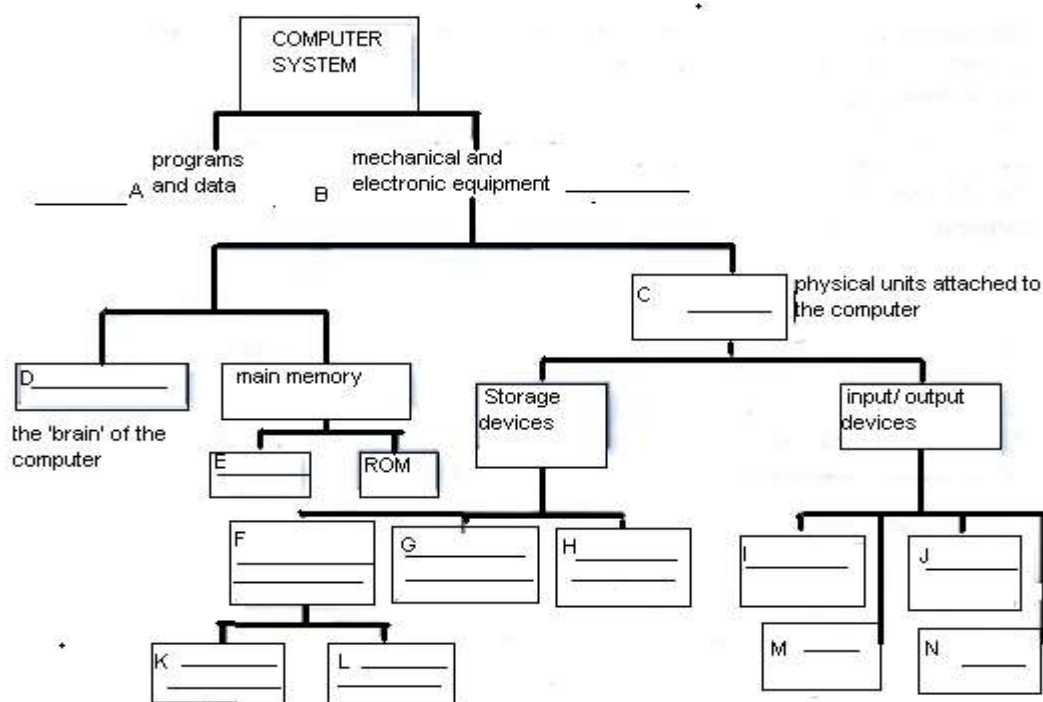 COMPUTER
SYSTEM
programs
and data
A
mechanical and
electronic equipment
B
C
physical units attached to
the computer
D
main memory
Storage
devices
input/ output
devices
the 'brain' of the
computer
E
ROM
F
G
H
I
J
K
L
M
N